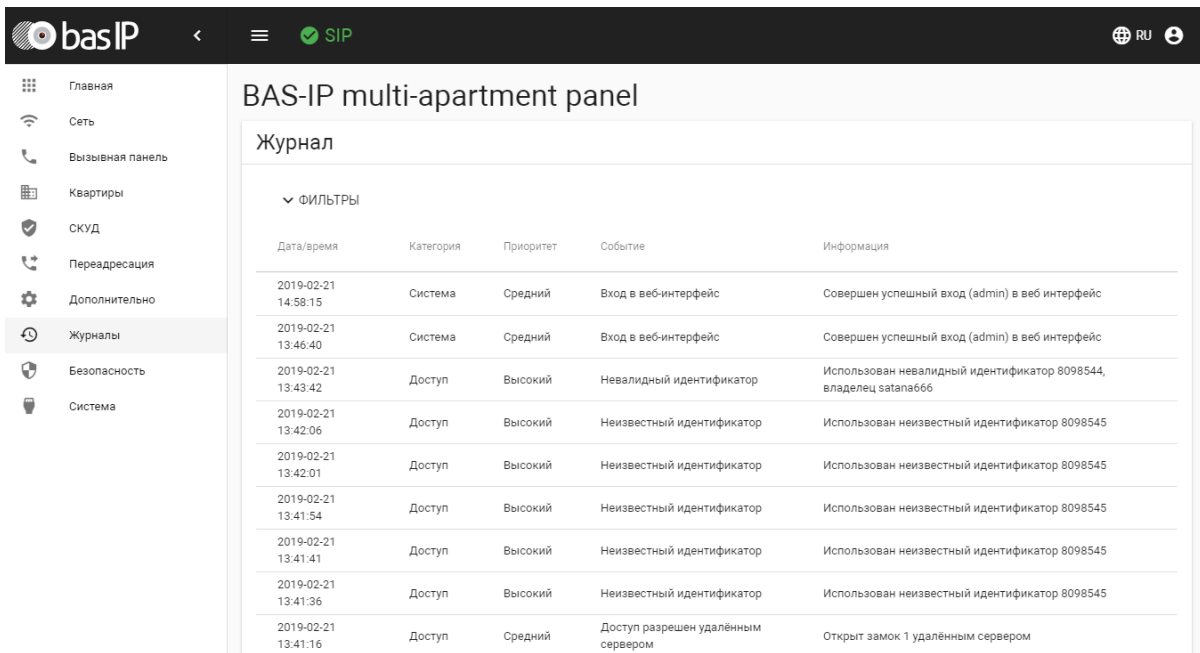 bas IP
SIP
RU
Главная
Сеть
Вызывная панель
Квартиры
СКУД
Переадресация
Дополнительно
Журналы
Безопасность
Система
BAS-IP multi-apartment panel
Журнал
ФИЛЬТРЫ
Дата/время Категория Приоритет Событие Информация
2019-02-21
14:58:15 Система Средний Вход в веб-интерфейс Совершен успешный вход (admin) в веб интерфейс
2019-02-21
13:46:40 Система Средний Вход в веб-интерфейс Совершен успешный вход (admin) в веб интерфейс
2019-02-21
13:43:42 Доступ Высокий Невалидный идентификатор Использован невалидный идентификатор 8098544,
владелец satana666
2019-02-21
13:42:06 Доступ Высокий Неизвестный идентификатор Использован неизвестный идентификатор 8098545
2019-02-21
13:42:01 Доступ Высокий Неизвестный идентификатор Использован неизвестный идентификатор 8098545
2019-02-21
13:41:54 Доступ Высокий Неизвестный идентификатор Использован неизвестный идентификатор 8098545
2019-02-21
13:41:41 Доступ Высокий Неизвестный идентификатор Использован неизвестный идентификатор 8098545
2019-02-21
13:41:36 Доступ Высокий Неизвестный идентификатор Использован неизвестный идентификатор 8098545
2019-02-21
13:41:16 Доступ Средний Доступ разрешен удалённым
сервером Открыт замок 1 удалённым сервером